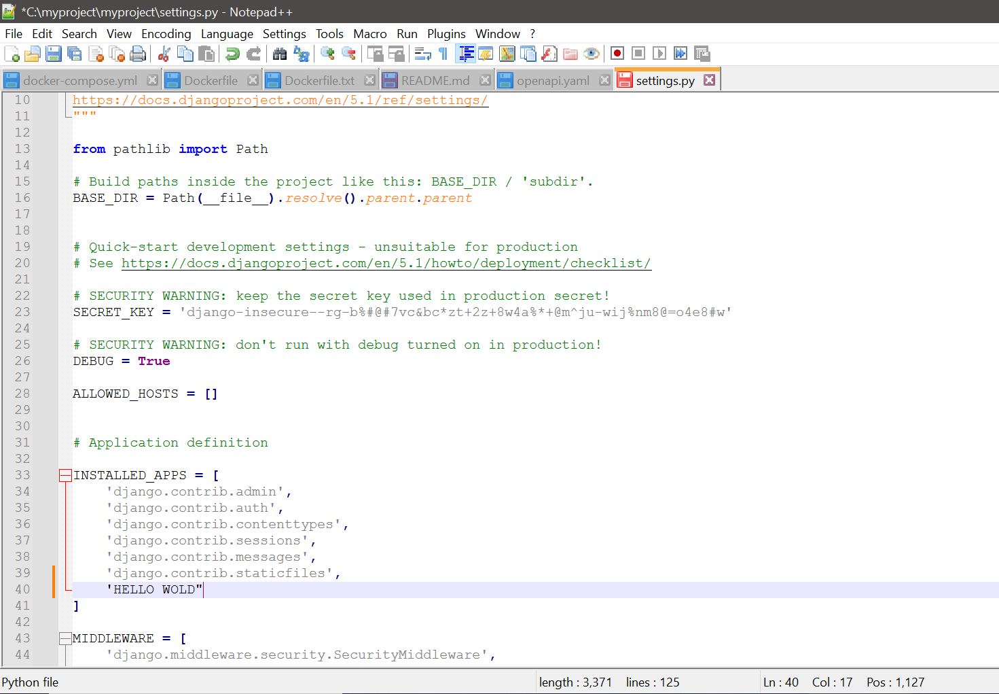 *C:\myproject\myproject\settings.py - Notepad++
File Edit Search View Encoding Language Settings Tools Macro Run Plugins Window ?
docker-compose.yml Dockerfile Dockerfile.txt README.md openapi.yaml settings.py
10 https://docs.djangoproject.com/en/5.1/ref/settings/
11 """
12
13 from pathlib import Path
14
15 # Build paths inside the project like this: BASE_DIR / 'subdir'.
16 BASE_DIR = Path(__file__).resolve().parent.parent
17
18
19 # Quick-start development settings - unsuitable for production
20 # See https://docs.djangoproject.com/en/5.1/howto/deployment/checklist/
21
22 # SECURITY WARNING: keep the secret key used in production secret!
23 SECRET_KEY = 'django-insecure--rg-b%#@#7vc&bc*zt+2z+8w4a%*+@m^ju-wij%nm8@=o4e8#w'
24
25 # SECURITY WARNING: don't run with debug turned on in production!
26 DEBUG = True
27
28 ALLOWED_HOSTS = []
29
30
31 # Application definition
32
33 INSTALLED_APPS = [
34     'django.contrib.admin',
35     'django.contrib.auth',
36     'django.contrib.contenttypes',
37     'django.contrib.sessions',
38     'django.contrib.messages',
39     'django.contrib.staticfiles',
40     'HELLO WOLD"
41 ]
42
43 MIDDLEWARE = [
44     'django.middleware.security.SecurityMiddleware',
Python file length : 3,371 lines : 125 Ln : 40 Col : 17 Pos : 1,127